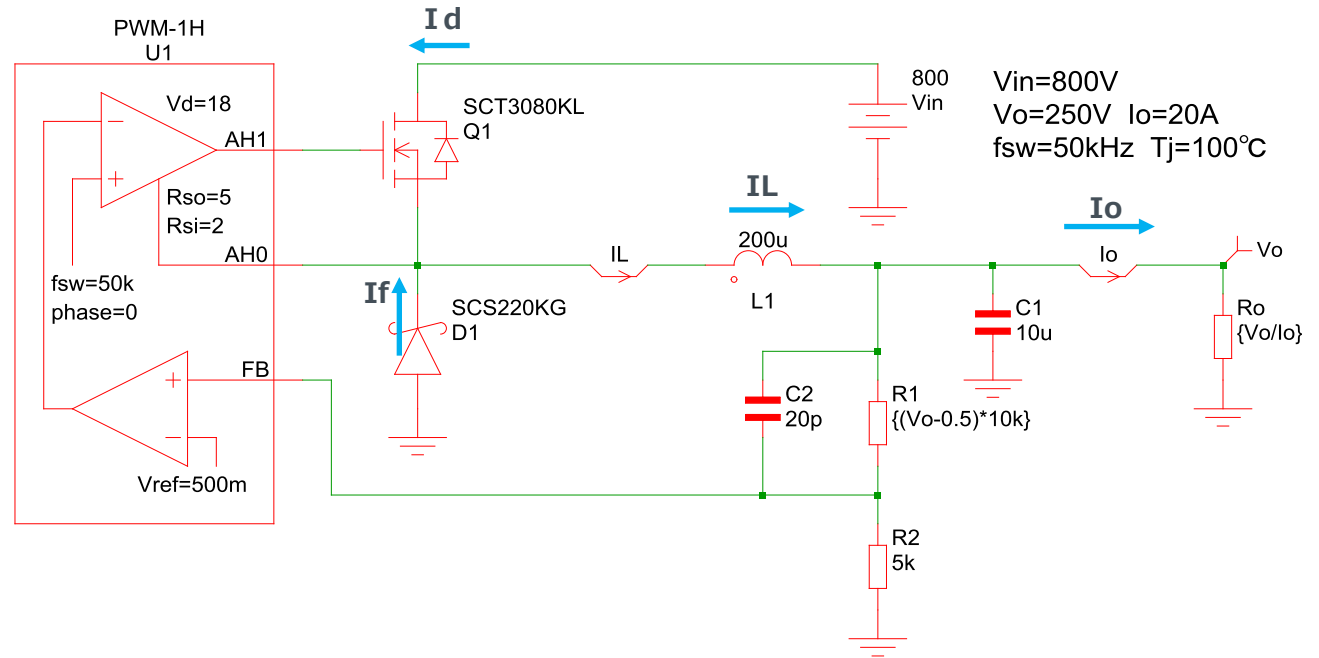 PWM-1H
U1
Id
Vd=18
AH1
Rso=5
Rsi=2
AH0
fsw=50k
phase=0
FB
Vref=500m
SCT3080KL
Q1
800
Vin
Vin=800V
Vo=250V Io=20A
fsw=50kHz Tj=100℃
If
SCS220KG
D1
IL
IL
200u
L1
Io
Io
Vo
C1
10u
Ro
{Vo/Io}
C2
20p
R1
{(Vo-0.5)*10k}
R2
5k